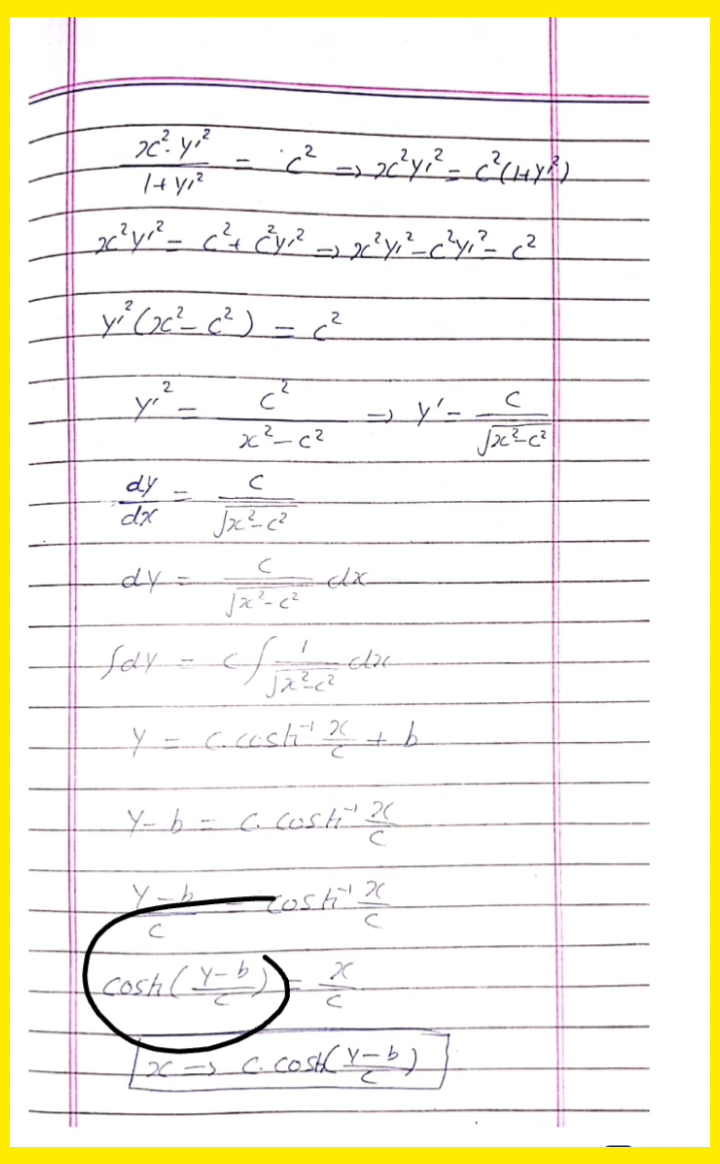 x²·y'² / 1+y'² = c² ⇒ x²y'² = c²(1+y'²)
x²y'² = c² + c²y'² ⇒ x²y'² - c²y'² = c²
y'²(x² - c²) = c²
y'² = c² / x² - c² ⇒ y' = c / √x² - c²
dy/dx = c / √x² - c²
dy = c / √x² - c² dx
∫dy = c∫ 1 / √x² - c² dx
y = c.cosh⁻¹ x/c + b
y - b = c. cosh⁻¹ x/c
y - b / c = cosh⁻¹ x/c
cosh(y - b / c) = x/c
x ⇒ c.cosh(y - b / c)